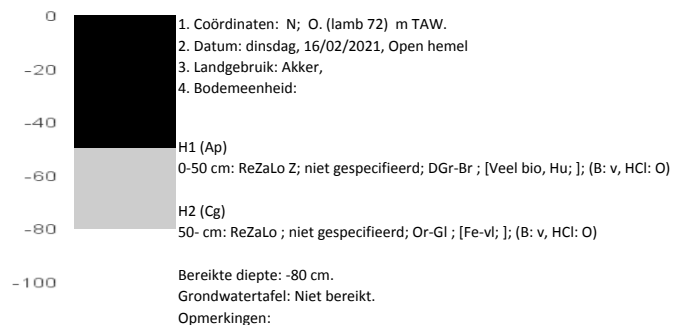 1. Coördinaten: N; O. (lamb 72) m TAW.
2. Datum: dinsdag, 16/02/2021, Open hemel
3. Landgebruik: Akker,
4. Bodemeenheid:
H1 (Ap)
0-50 cm: ReZaLo Z; niet gespecifieerd; DGr-Br ; [Veel bio, Hu; ]; (B: v, HCl: O)
H2 (Cg)
50- cm: ReZaLo ; niet gespecifieerd; Or-Gl ; [Fe-vl; ]; (B: v, HCl: O)
Bereikte diepte: -80 cm.
Grondwatertafel: Niet bereikt.
Opmerkingen:
0
-20
-40
-60
-80
-100